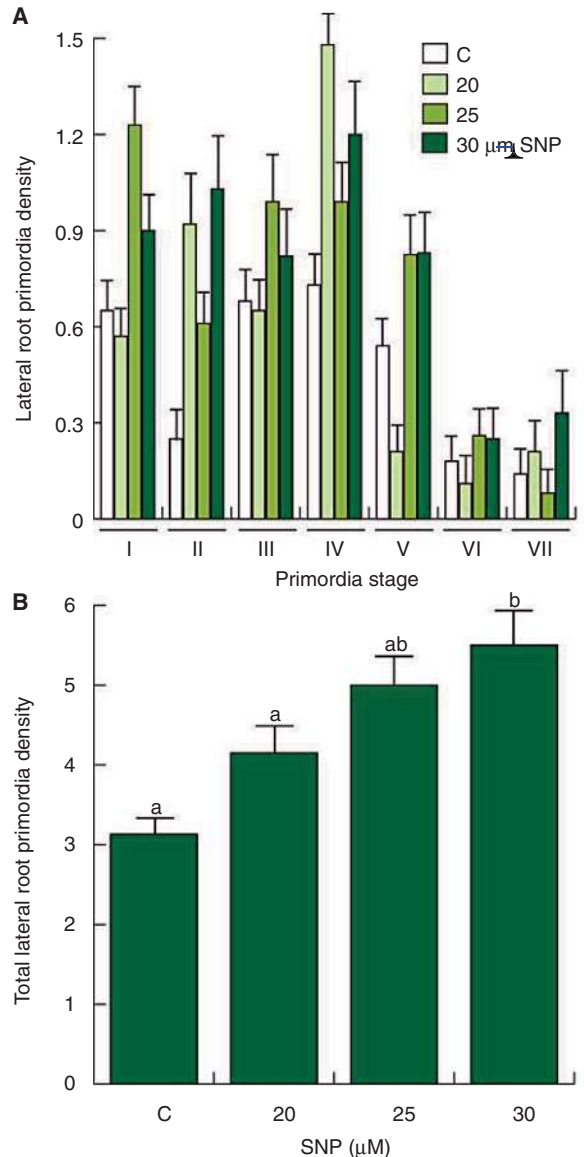 A
1.5
1.2
0.9
0.6
0.3
0
Lateral root primordia density
C
20
25
30 μm SNP
I II III IV V VI VII
Primordia stage
B
6
5
4
3
2
1
0
Total lateral root primordia density
a
a
ab
b
C 20 25 30
SNP (μM)